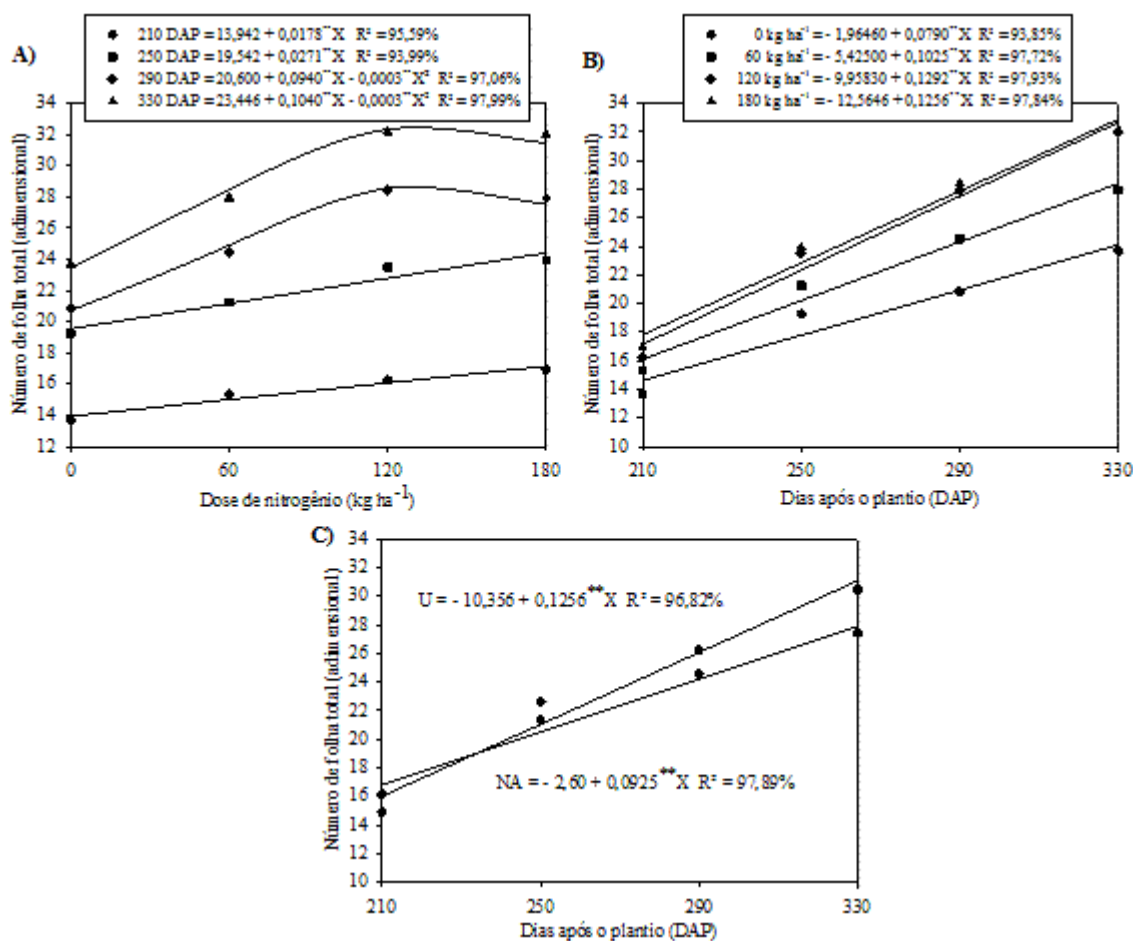 A)
210 DAP = 13,942 + 0,0178**X R² = 95,59%
250 DAP = 19,542 + 0,0271**X R² = 93,99%
290 DAP = 20,600 + 0,0940**X - 0,0003**X² R² = 97,06%
330 DAP = 23,446 + 0,1040**X - 0,0003**X² R² = 97,99%
Número de folha total (adimensional)
34
32
30
28
26
24
22
20
18
16
14
12
0 60 120 180
Dose de nitrogênio (kg ha⁻¹)
B)
0 kg ha⁻¹ = - 1,96460 + 0,0790**X R² = 93,85%
60 kg ha⁻¹ = - 5,42500 + 0,1025**X R² = 97,72%
120 kg ha⁻¹ = - 9,95830 + 0,1292**X R² = 97,93%
180 kg ha⁻¹ = - 12,5646 + 0,1256**X R² = 97,84%
Número de folha total (adimensional)
34
32
30
28
26
24
22
20
18
16
14
12
10
210 250 290 330
Dias após o plantio (DAP)
C)
U = - 10,356 + 0,1256**X R² = 96,82%
NA = - 2,60 + 0,0925**X R² = 97,89%
Número de folha total (adimensional)
34
32
30
28
26
24
22
20
18
16
14
12
10
210 250 290 330
Dias após o plantio (DAP)